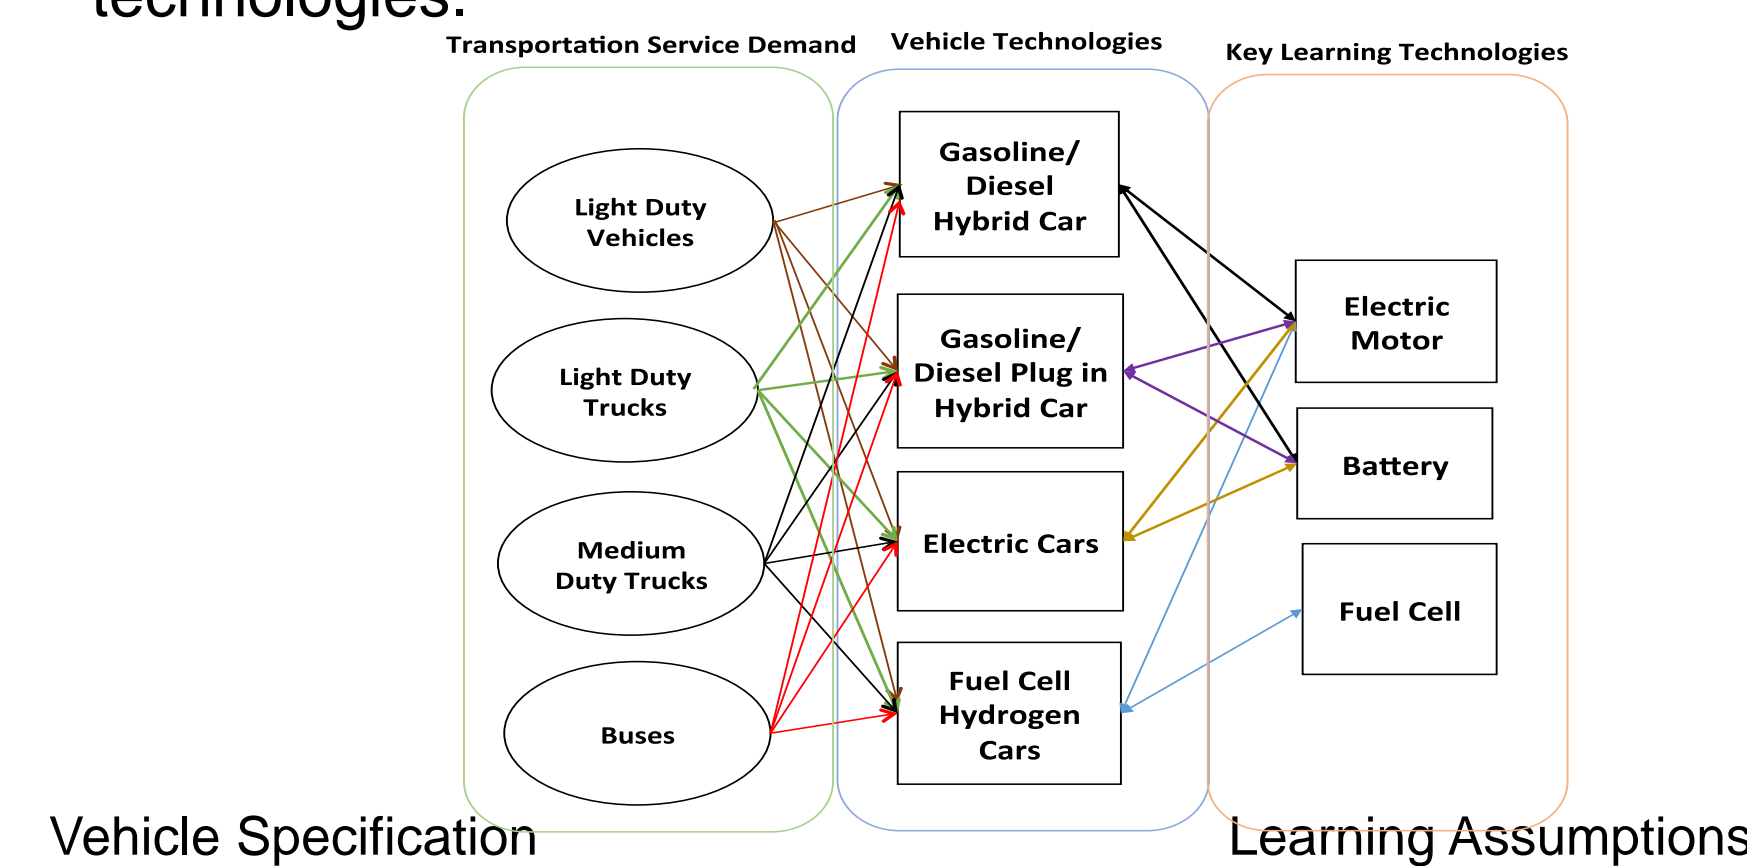 technologies.
Transportation Service Demand
Vehicle Technologies
Key Learning Technologies
Light Duty
Vehicles
Light Duty
Trucks
Medium
Duty Trucks
Buses
Gasoline/
Diesel
Hybrid Car
Gasoline/
Diesel Plug in
Hybrid Car
Electric Cars
Fuel Cell
Hydrogen
Cars
Electric
Motor
Battery
Fuel Cell
Vehicle Specification
Learning Assumptions